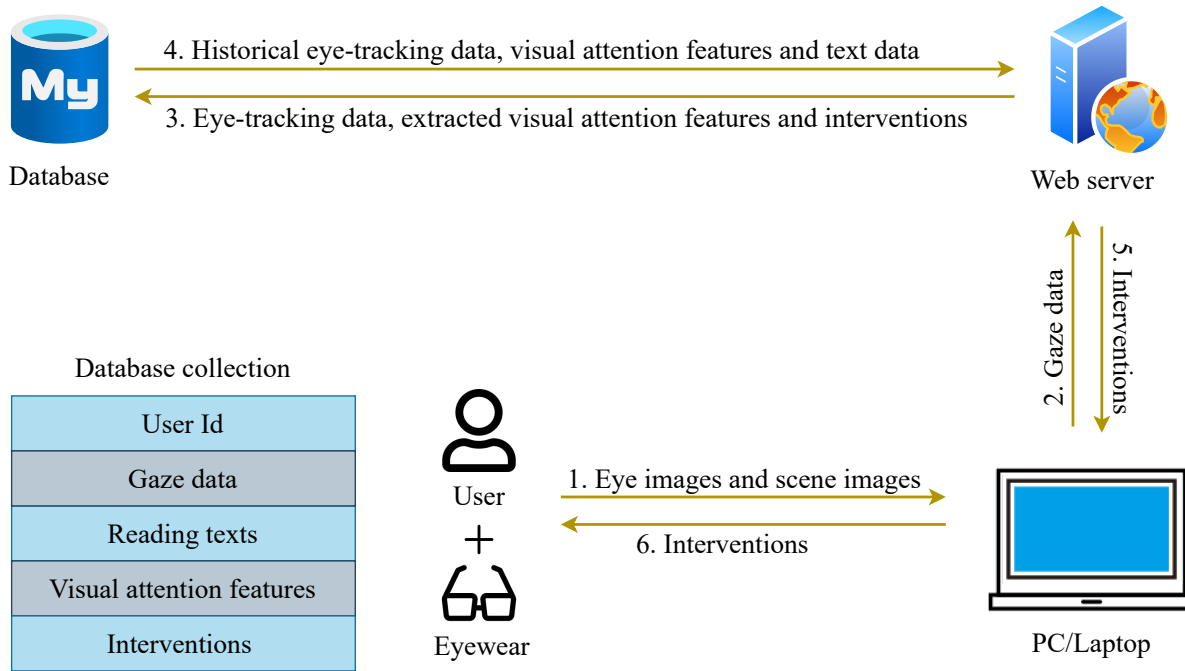 4. Historical eye-tracking data, visual attention features and text data
My
3. Eye-tracking data, extracted visual attention features and interventions
Database
Web server
2. Gaze data
5. Interventions
Database collection
User Id
Gaze data
Reading texts
Visual attention features
Interventions
User
+
Eyewear
1. Eye images and scene images
6. Interventions
PC/Laptop